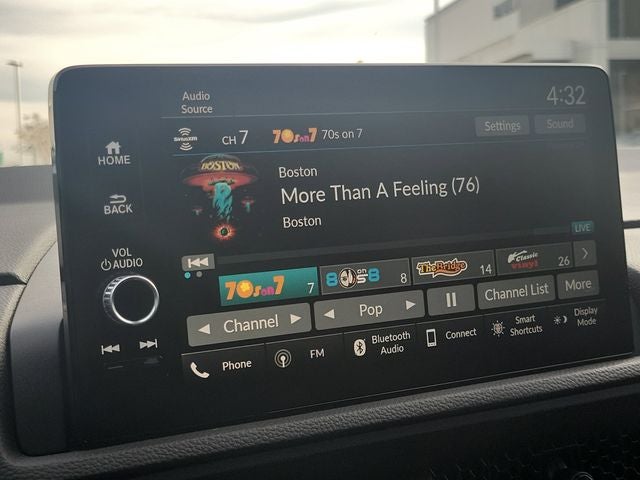 Audio
Source
4:32
SiriusXM
CH 7
70s on 7
70s on 7
Settings
Sound
HOME
BACK
VOL
AUDIO
BOSTON
Boston
More Than A Feeling (76)
Boston
LIVE
70s on 7
7
80s on 8
8
The Bridge
14
Classic
vinyl
26
Channel
Pop
Channel List
More
Phone
FM
Bluetooth
Audio
Connect
Smart
Shortcuts
Display
Mode